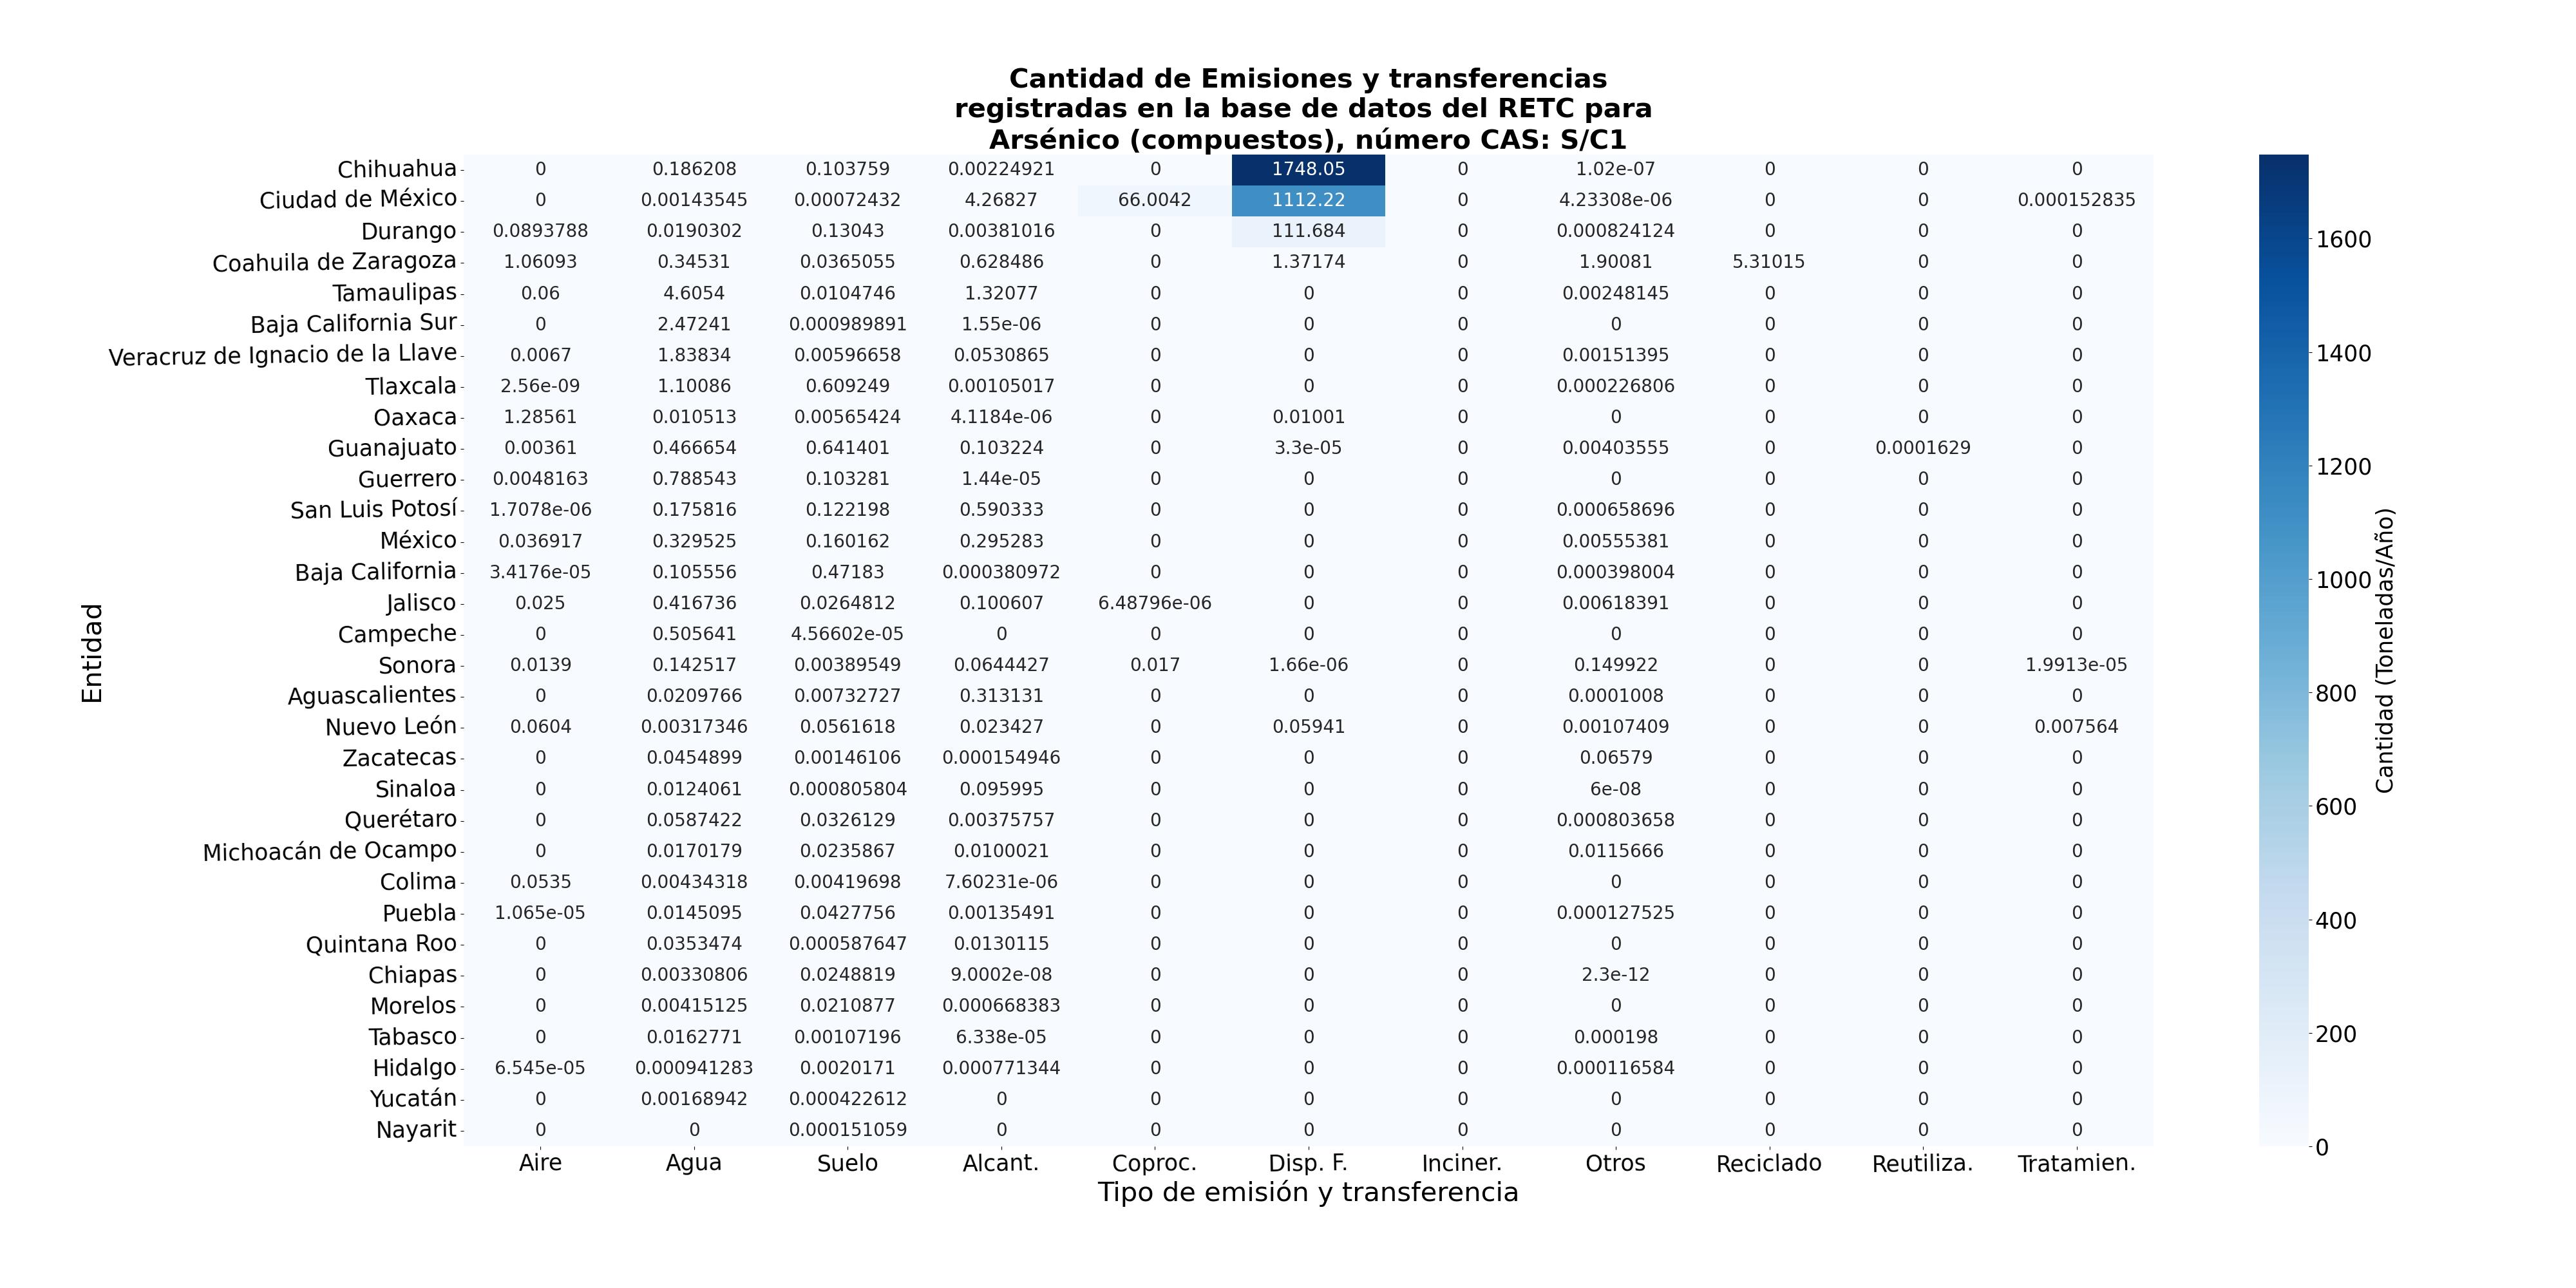 Cantidad de Emisiones y transferencias
registradas en la base de datos del RETC para
Arsénico (compuestos), número CAS: S/C1
Chihuahua 0 0.186208 0.103759 0.00224921 0 1748.05 0 1.02e-07 0 0 0
Ciudad de México 0 0.00143545 0.00072432 4.26827 66.0042 1112.22 0 4.23308e-06 0 0 0.000152835
Durango 0.0893788 0.0190302 0.13043 0.00381016 0 111.684 0 0.000824124 0 0 0
Coahuila de Zaragoza 1.06093 0.34531 0.0365055 0.628486 0 1.37174 0 1.90081 5.31015 0 0
Tamaulipas 0.06 4.6054 0.0104746 1.32077 0 0 0 0.00248145 0 0 0
Baja California Sur 0 2.47241 0.000989891 1.55e-06 0 0 0 0 0 0 0
Veracruz de Ignacio de la Llave 0.0067 1.83834 0.00596658 0.0530865 0 0 0 0.00151395 0 0 0
Tlaxcala 2.56e-09 1.10086 0.609249 0.00105017 0 0 0 0.000226806 0 0 0
Oaxaca 1.28561 0.010513 0.00565424 4.1184e-06 0 0.01001 0 0 0 0 0
Guanajuato 0.00361 0.466654 0.641401 0.103224 0 3.3e-05 0 0.00403555 0 0.0001629 0
Guerrero 0.0048163 0.788543 0.103281 1.44e-05 0 0 0 0 0 0 0
San Luis Potosí 1.7078e-06 0.175816 0.122198 0.590333 0 0 0 0.000658696 0 0 0
México 0.036917 0.329525 0.160162 0.295283 0 0 0 0.00555381 0 0 0
Baja California 3.4176e-05 0.105556 0.47183 0.000380972 0 0 0 0.000398004 0 0 0
Jalisco 0.025 0.416736 0.0264812 0.100607 6.48796e-06 0 0 0.00618391 0 0 0
Campeche 0 0.505641 4.56602e-05 0 0 0 0 0 0 0 0
Sonora 0.0139 0.142517 0.00389549 0.0644427 0.017 1.66e-06 0 0.149922 0 0 1.9913e-05
Aguascalientes 0 0.0209766 0.00732727 0.313131 0 0 0 0.0001008 0 0 0
Nuevo León 0.0604 0.00317346 0.0561618 0.023427 0 0.05941 0 0.00107409 0 0 0.007564
Zacatecas 0 0.0454899 0.00146106 0.000154946 0 0 0 0.06579 0 0 0
Sinaloa 0 0.0124061 0.000805804 0.095995 0 0 0 6e-08 0 0 0
Querétaro 0 0.0587422 0.0326129 0.00375757 0 0 0 0.000803658 0 0 0
Michoacán de Ocampo 0 0.0170179 0.0235867 0.0100021 0 0 0 0.0115666 0 0 0
Colima 0.0535 0.00434318 0.00419698 7.60231e-06 0 0 0 0 0 0 0
Puebla 1.065e-05 0.0145095 0.0427756 0.00135491 0 0 0 0.000127525 0 0 0
Quintana Roo 0 0.0353474 0.000587647 0.0130115 0 0 0 0 0 0 0
Chiapas 0 0.00330806 0.0248819 9.0002e-08 0 0 0 2.3e-12 0 0 0
Morelos 0 0.00415125 0.0210877 0.000668383 0 0 0 0 0 0 0
Tabasco 0 0.0162771 0.00107196 6.338e-05 0 0 0 0.000198 0 0 0
Hidalgo 6.545e-05 0.000941283 0.0020171 0.000771344 0 0 0 0.000116584 0 0 0
Yucatán 0 0.00168942 0.000422612 0 0 0 0 0 0 0 0
Nayarit 0 0 0.000151059 0 0 0 0 0 0 0 0
Aire Agua Suelo Alcant. Coproc. Disp. F. Inciner. Otros Reciclado Reutiliza. Tratamien.
Tipo de emisión y transferencia
Entidad
1600
1400
1200
1000
800
600
400
200
0
Cantidad (Toneladas/Año)